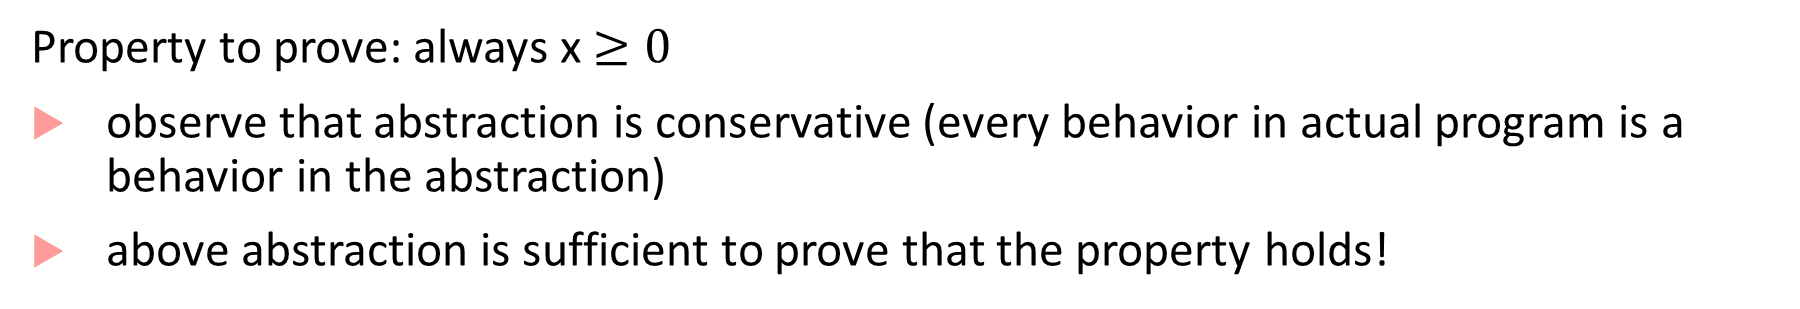 Property to prove: always x ≥ 0
observe that abstraction is conservative (every behavior in actual program is a
behavior in the abstraction)
above abstraction is sufficient to prove that the property holds!